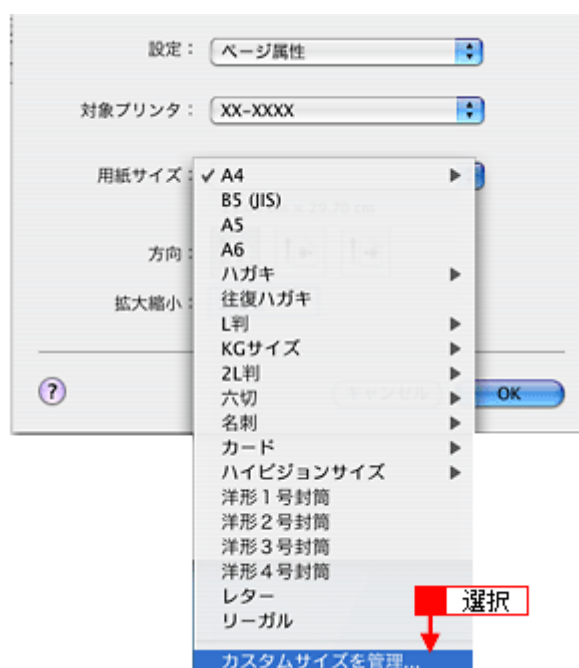 設定： ページ属性
対象プリンタ： XX-XXXX
用紙サイズ： ✓ A4
B5 (JIS)
A5
方向： A6
ハガキ
拡大縮小： 往復ハガキ
L判
KGサイズ
2L判
? 六切 キャンセル OK
名刺
カード
ハイビジョンサイズ
洋形1号封筒
洋形2号封筒
洋形3号封筒
洋形4号封筒
レター
選択
リーガル
カスタムサイズを管理...